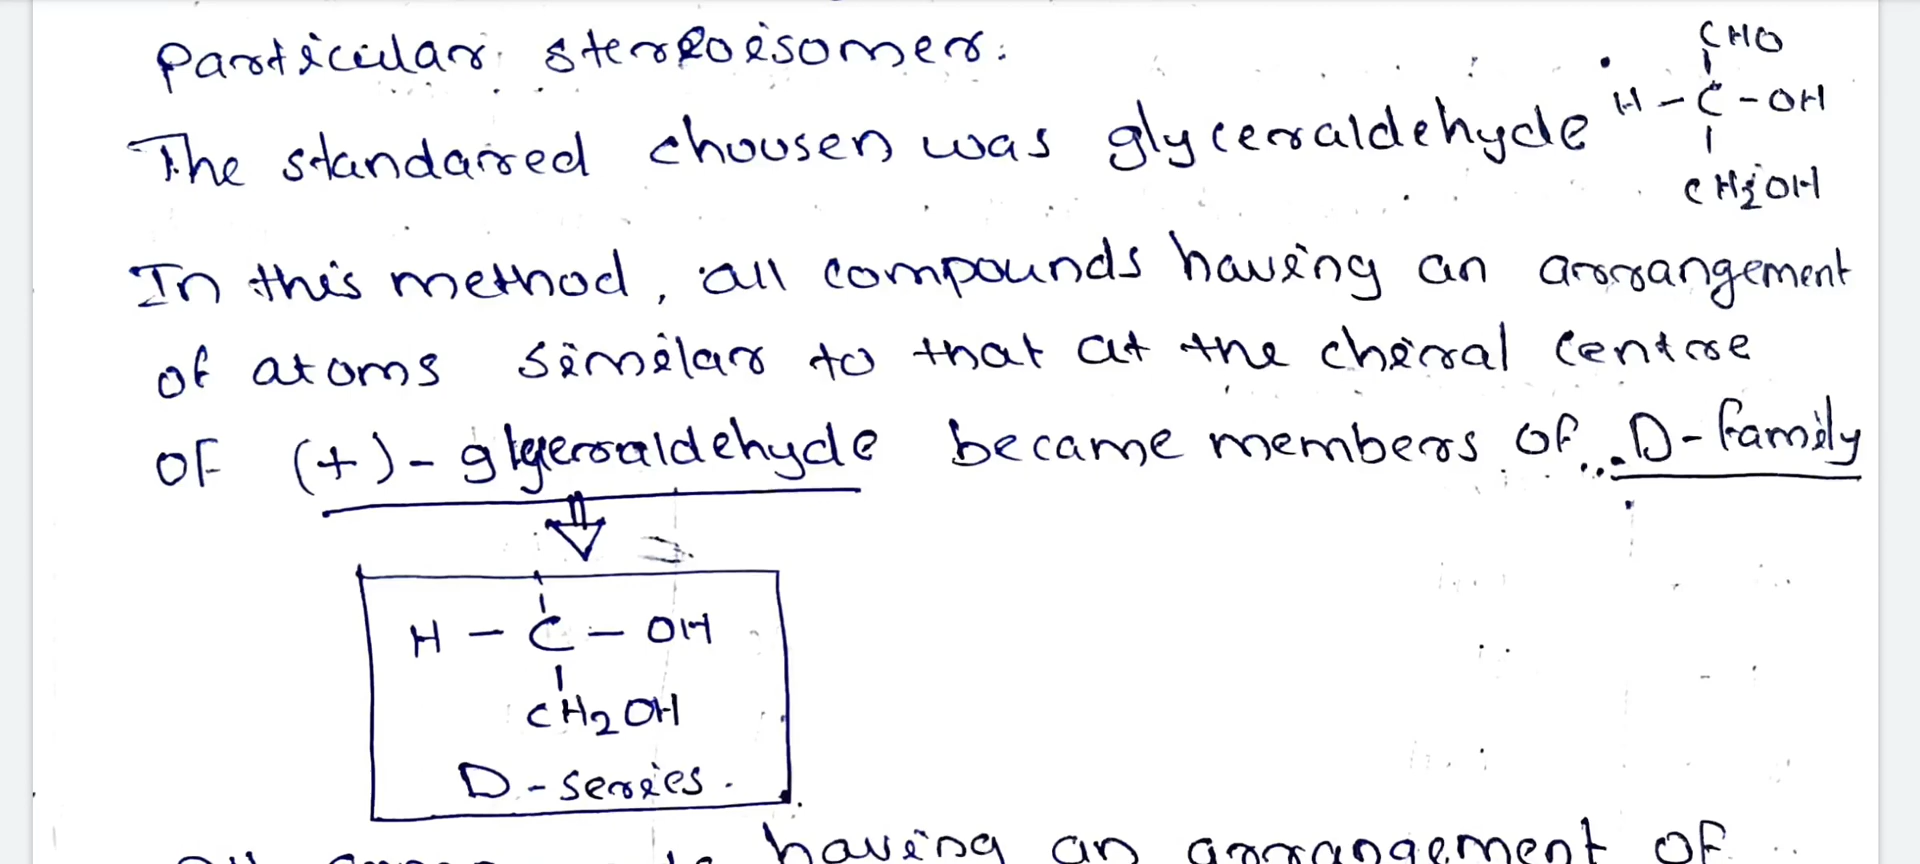 Particular stereoisomer.
CHO
H - C - OH
CH2OH
The standared chousen was glyceraldehyde
In this method, all compounds having an arrangement
of atoms similar to that at the chiral centre
of (+) - glyceraldehyde became members of D - family
H - C - OH
CH2OH
D - series.
having an arrangement of